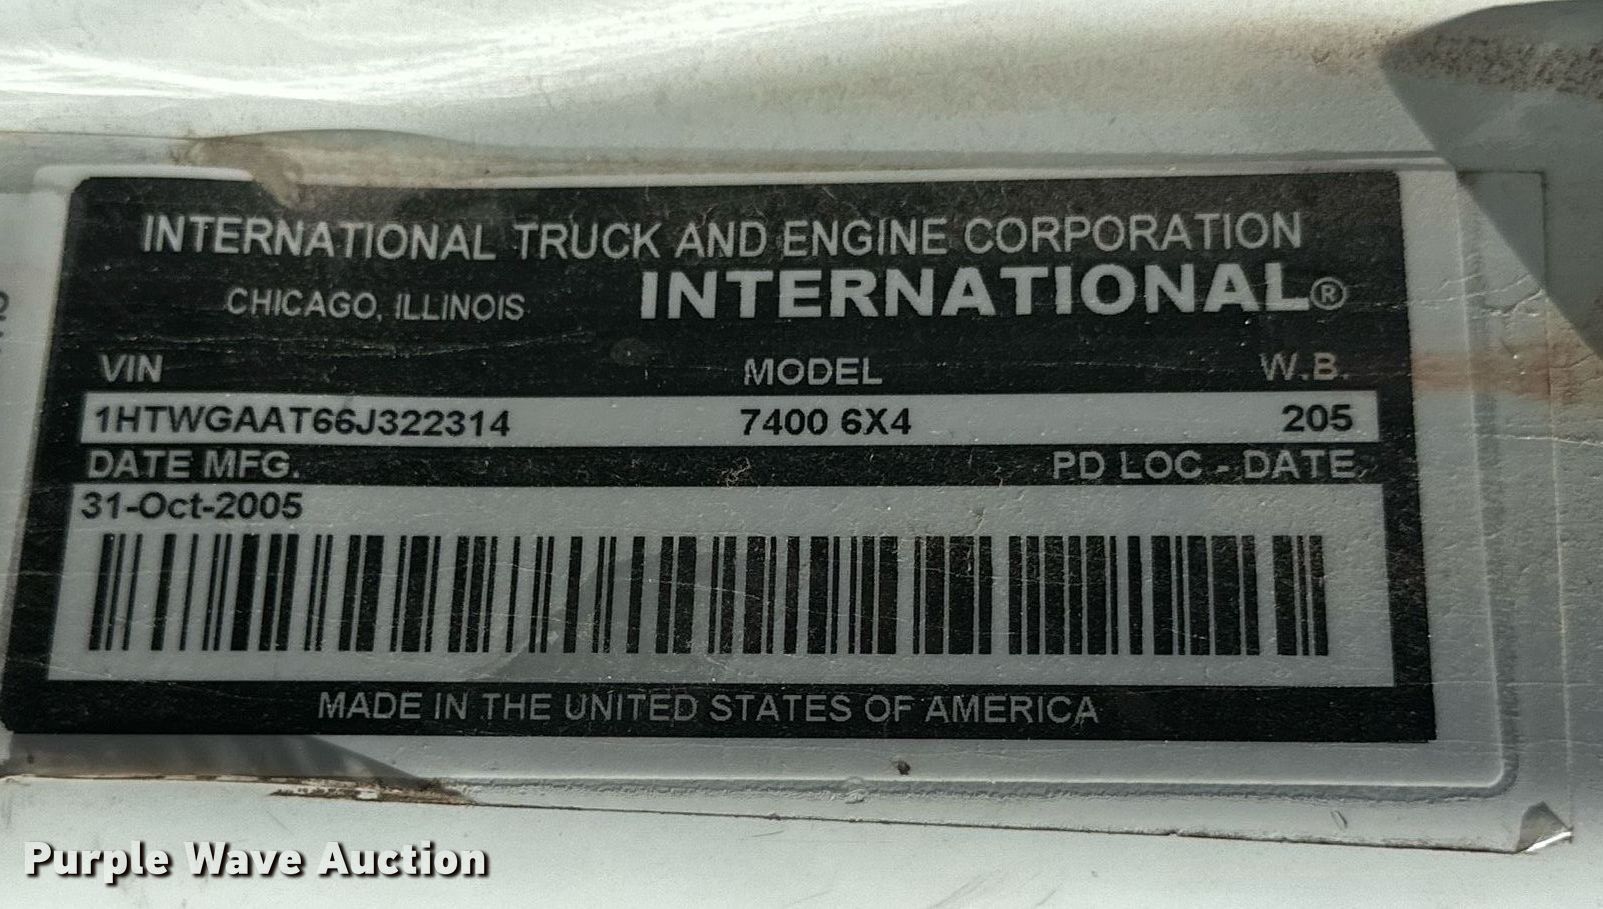 INTERNATIONAL TRUCK AND ENGINE CORPORATION
CHICAGO, ILLINOIS INTERNATIONAL®
VIN MODEL W.B.
1HTWGAAT66J322314 7400 6X4 205
DATE MFG. PD LOC - DATE
31-Oct-2005
MADE IN THE UNITED STATES OF AMERICA
Purple Wave Auction